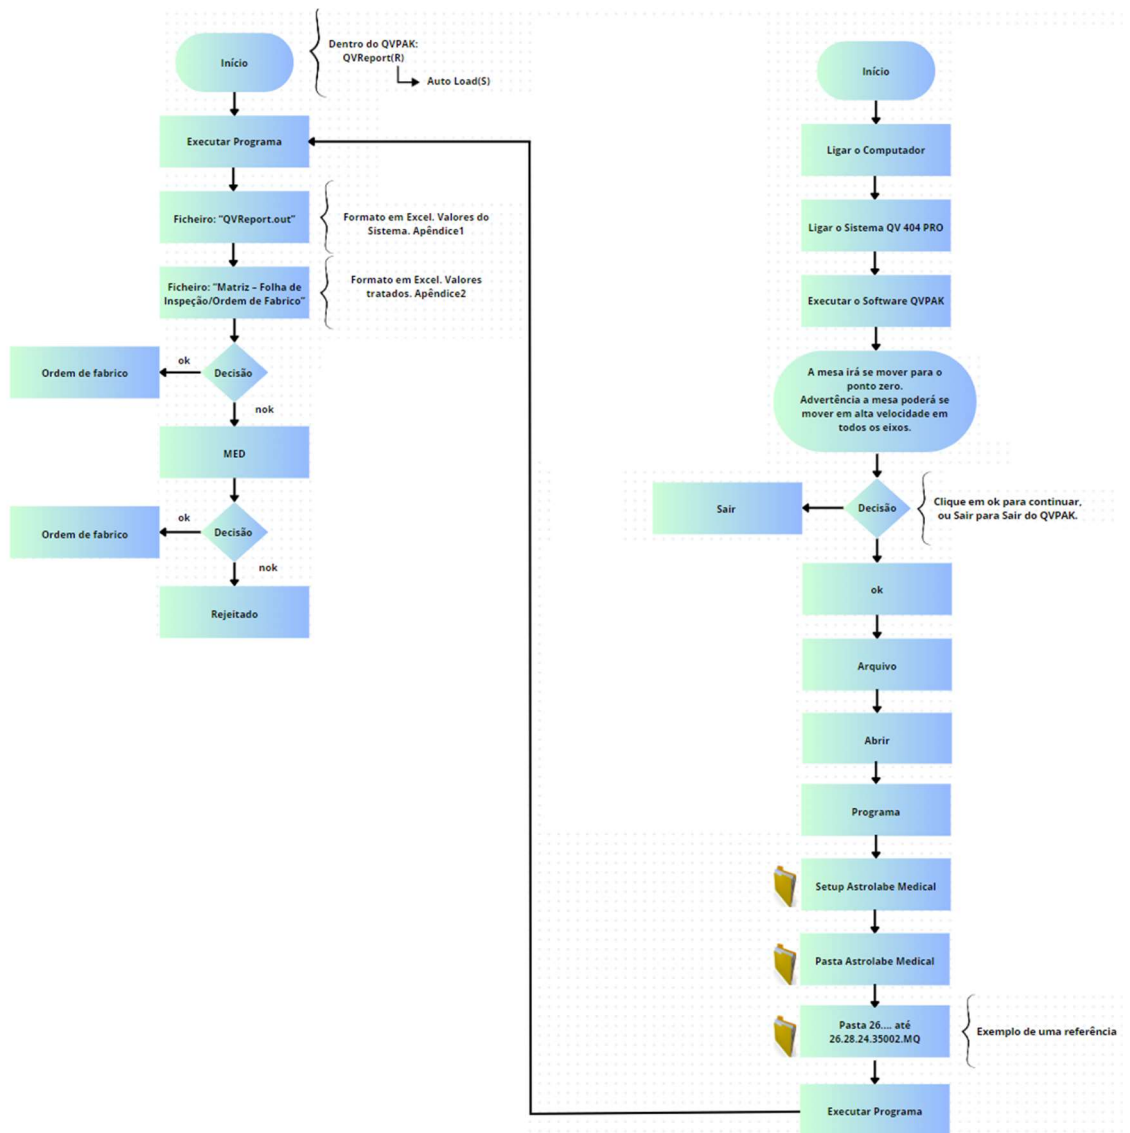 Início
Dentro do QVPAK:
QVReport(R)
Auto Load(S)
Executar Programa
Ficheiro: "QVReport.out"
Formato em Excel. Valores do
Sistema. Apêndice1
Ficheiro: "Matriz – Folha de
Inspeção/Ordem de Fabrico"
Formato em Excel. Valores
tratados. Apêndice2
Ordem de fabrico
ok
Decisão
nok
MED
Ordem de fabrico
ok
Decisão
nok
Rejeitado
Início
Ligar o Computador
Ligar o Sistema QV 404 PRO
Executar o Software QVPAK
A mesa irá se mover para o
ponto zero.
Advertência a mesa poderá se
mover em alta velocidade em
todos os eixos.
Sair
Decisão
Clique em ok para continuar,
ou Sair para Sair do QVPAK.
ok
Arquivo
Abrir
Programa
Setup Astrolabe Medical
Pasta Astrolabe Medical
Pasta 26.... até
26.28.24.35002.MQ
Exemplo de uma referência
Executar Programa